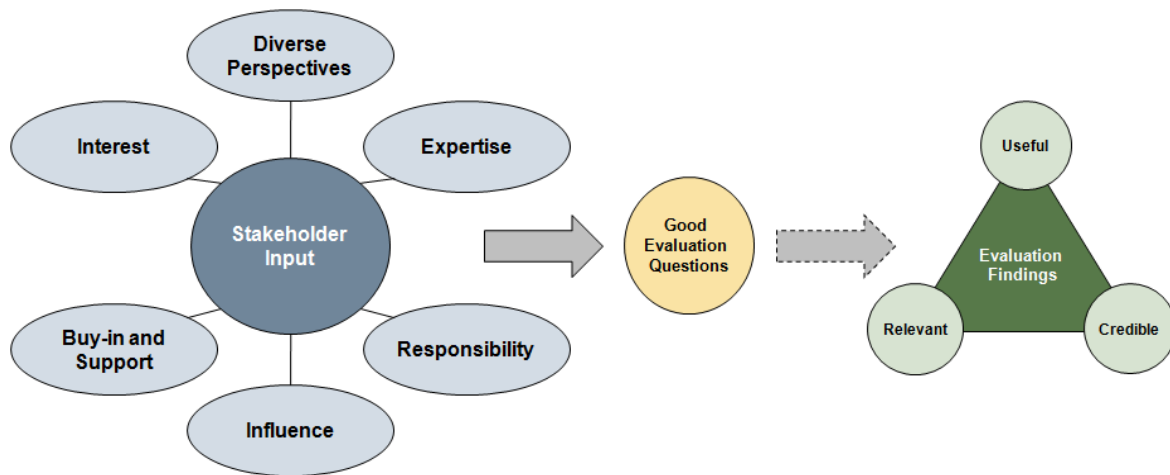 Diverse
Perspectives
Interest
Expertise
Stakeholder
Input
Buy-in and
Support
Responsibility
Influence
Good
Evaluation
Questions
Useful
Evaluation
Findings
Relevant
Credible